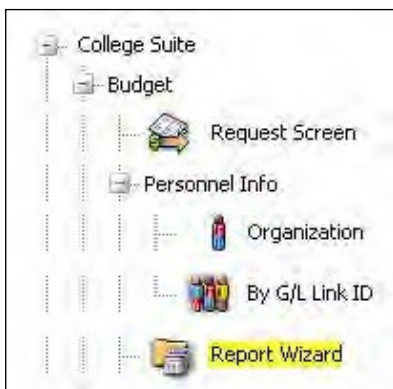 College Suite
Budget
Request Screen
Personnel Info
Organization
By G/L Link ID
Report Wizard